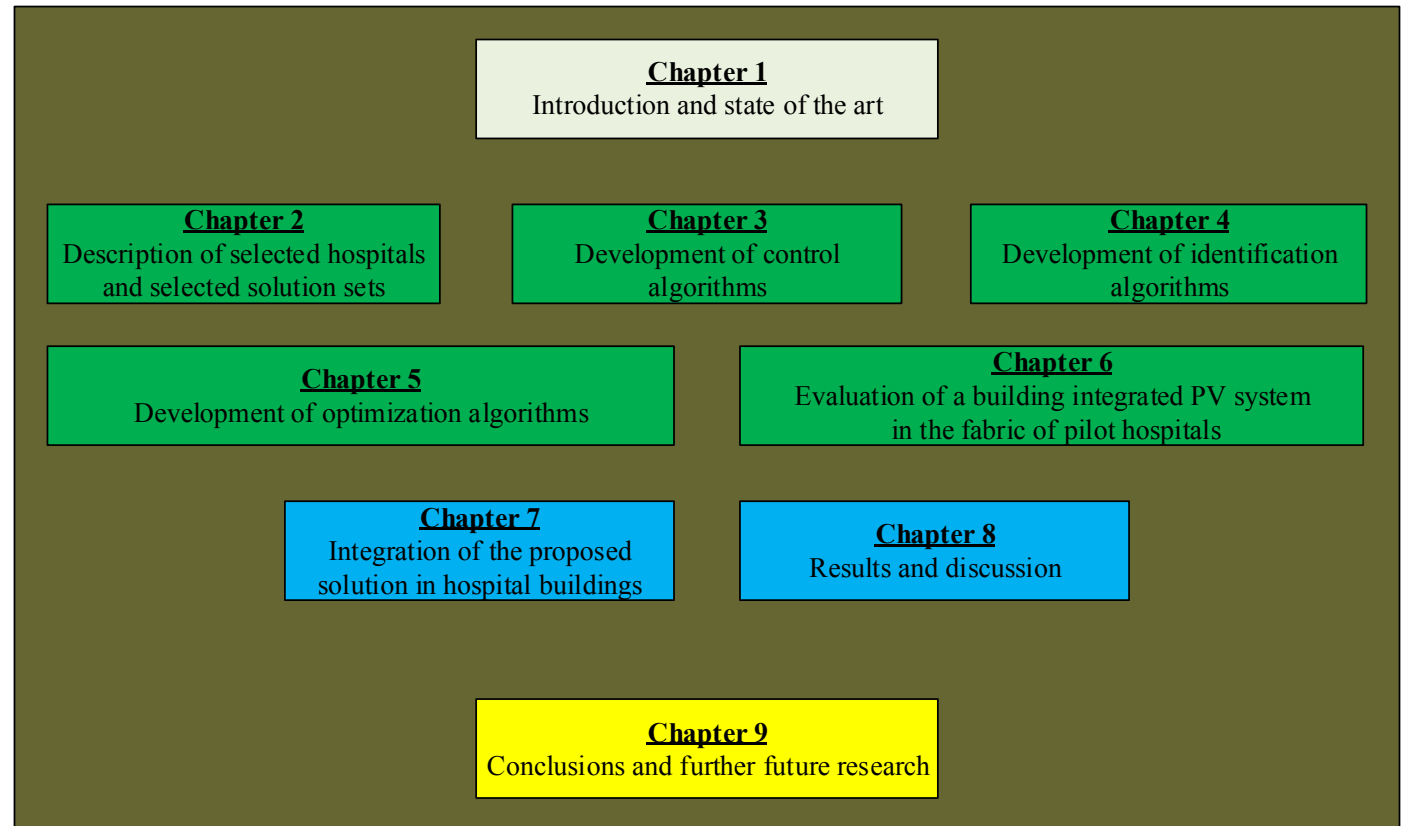 Chapter 1
Introduction and state of the art
Chapter 2
Description of selected hospitals
and selected solution sets
Chapter 3
Development of control
algorithms
Chapter 4
Development of identification
algorithms
Chapter 5
Development of optimization algorithms
Chapter 6
Evaluation of a building integrated PV system
in the fabric of pilot hospitals
Chapter 7
Integration of the proposed
solution in hospital buildings
Chapter 8
Results and discussion
Chapter 9
Conclusions and further future research